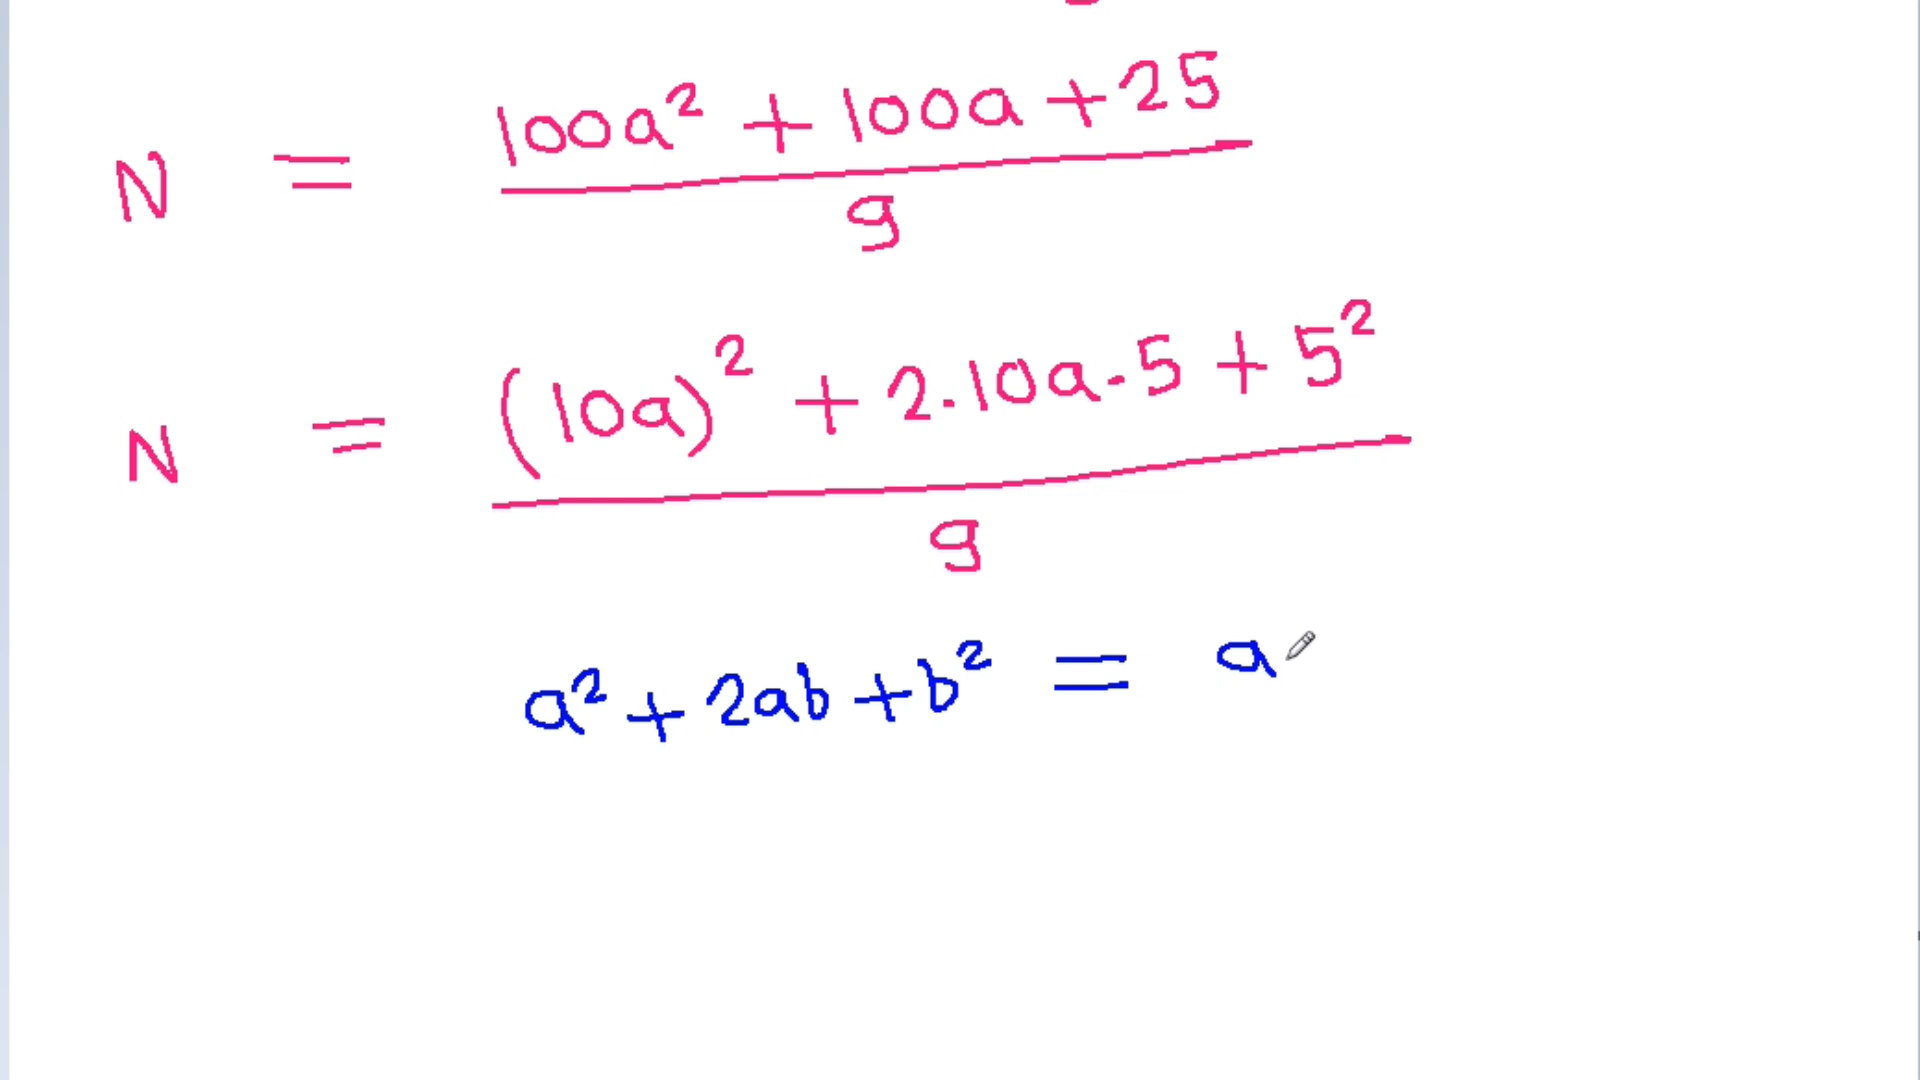 N = 100a² + 100a + 25
9
N = (10a)² + 2.10a.5 + 5²
9
a² + 2ab + b² = a